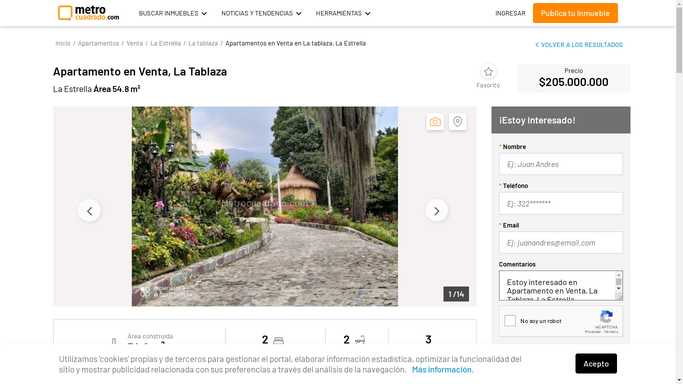 metro
cuadrado.com
BUSCAR INMUEBLES
NOTICIAS Y TENDENCIAS
HERRAMIENTAS
INGRESAR
Publica tu Inmueble
Inicio / Apartamentos / Venta / La Estrella / La tablaza / Apartamentos en Venta en La tablaza, La Estrella
VOLVER A LOS RESULTADOS
Apartamento en Venta, La Tablaza
La Estrella Área 54.8 m²
Favorito
Precio
$205.000.000
1 /14
¡Estoy Interesado!
* Nombre
Ej: Juan Andres
* Teléfono
Ej: 322*******
* Email
Ej: juanandres@email.com
Comentarios
Estoy interesado en
Apartamento en Venta, La
Tablaza, La Estrella
No soy un robot
reCAPTCHA
Privacidad - Términos
Área construida
2
2
3
Utilizamos 'cookies' propias y de terceros para gestionar el portal, elaborar información estadística, optimizar la funcionalidad del
sitio y mostrar publicidad relacionada con sus preferencias a través del análisis de la navegación. Más información.
Acepto